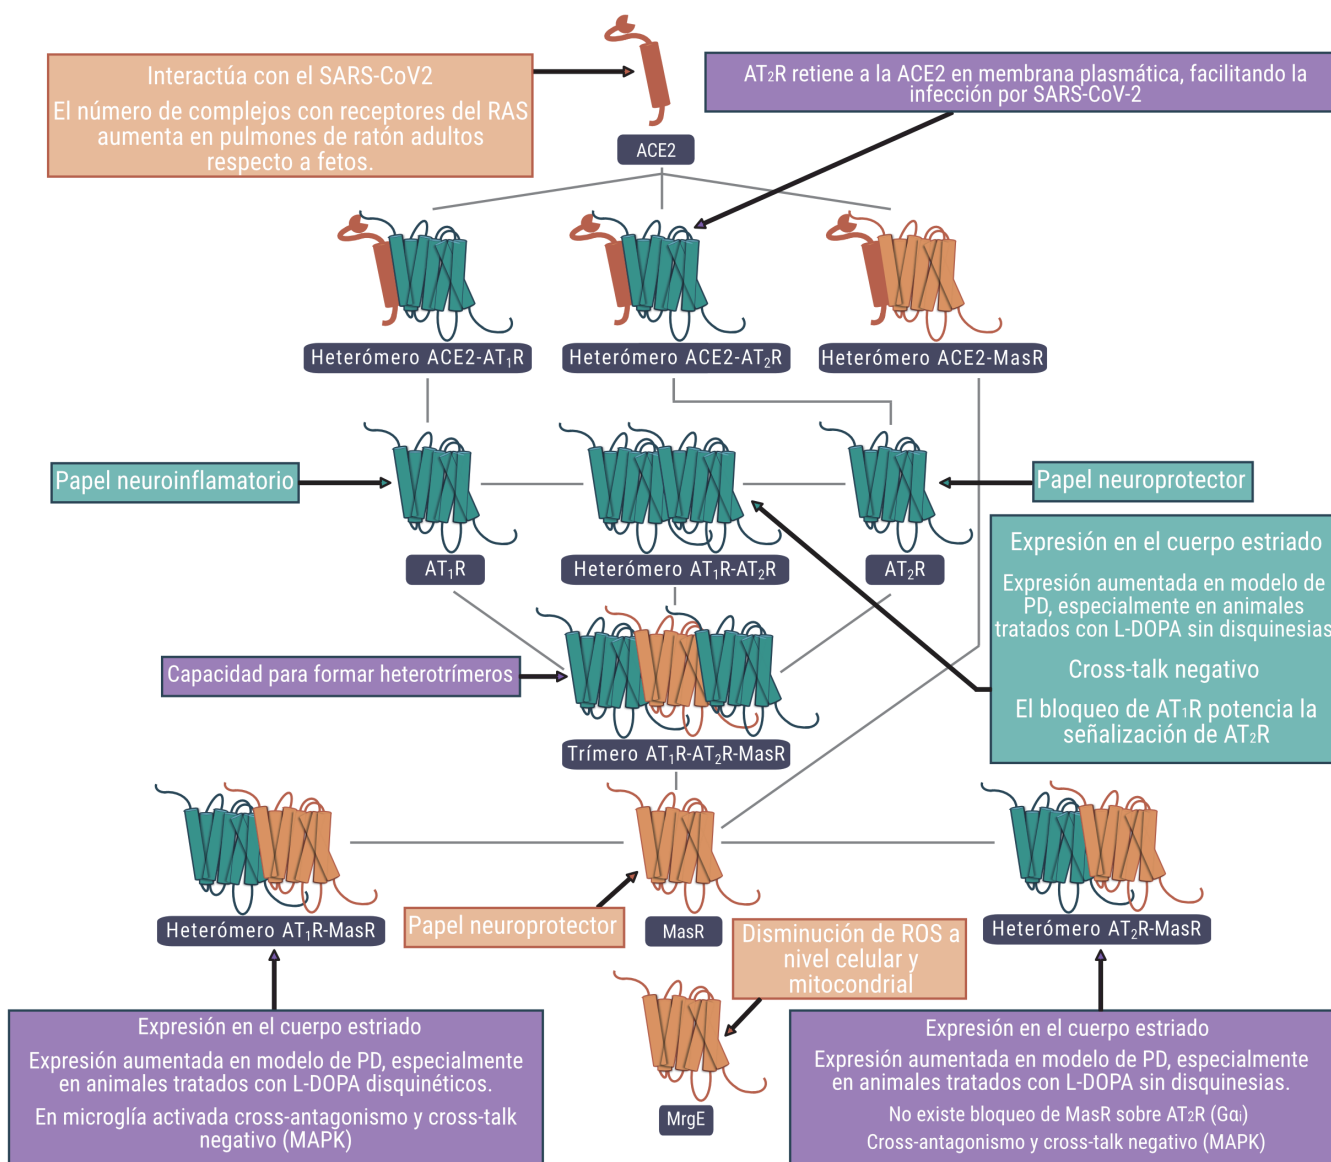 Interactúa con el SARS-CoV2
El número de complejos con receptores del RAS
aumenta en pulmones de ratón adultos
respecto a fetos.
AT₂R retiene a la ACE2 en membrana plasmática, facilitando la
infección por SARS-CoV-2
ACE2
Heterómero ACE2-AT₁R
Heterómero ACE2-AT₂R
Heterómero ACE2-MasR
Papel neuroinflamatorio
Papel neuroprotector
AT₁R
Heterómero AT₁R-AT₂R
AT₂R
Expresión en el cuerpo estriado
Expresión aumentada en modelo de
PD, especialmente en animales
tratados con L-DOPA sin disquinesias
Cross-talk negativo
El bloqueo de AT₁R potencia la
señalización de AT₂R
Capacidad para formar heterotrímeros
Trímero AT₁R-AT₂R-MasR
Heterómero AT₁R-MasR
Papel neuroprotector
MasR
Heterómero AT₂R-MasR
Disminución de ROS a
nivel celular y
mitocondrial
MrgE
Expresión en el cuerpo estriado
Expresión aumentada en modelo de PD, especialmente
en animales tratados con L-DOPA disquinéticos.
En microglía activada cross-antagonismo y cross-talk
negativo (MAPK)
Expresión en el cuerpo estriado
Expresión aumentada en modelo de PD, especialmente
en animales tratados con L-DOPA sin disquinesias.
No existe bloqueo de MasR sobre AT₂R (Gαi)
Cross-antagonismo y cross-talk negativo (MAPK)